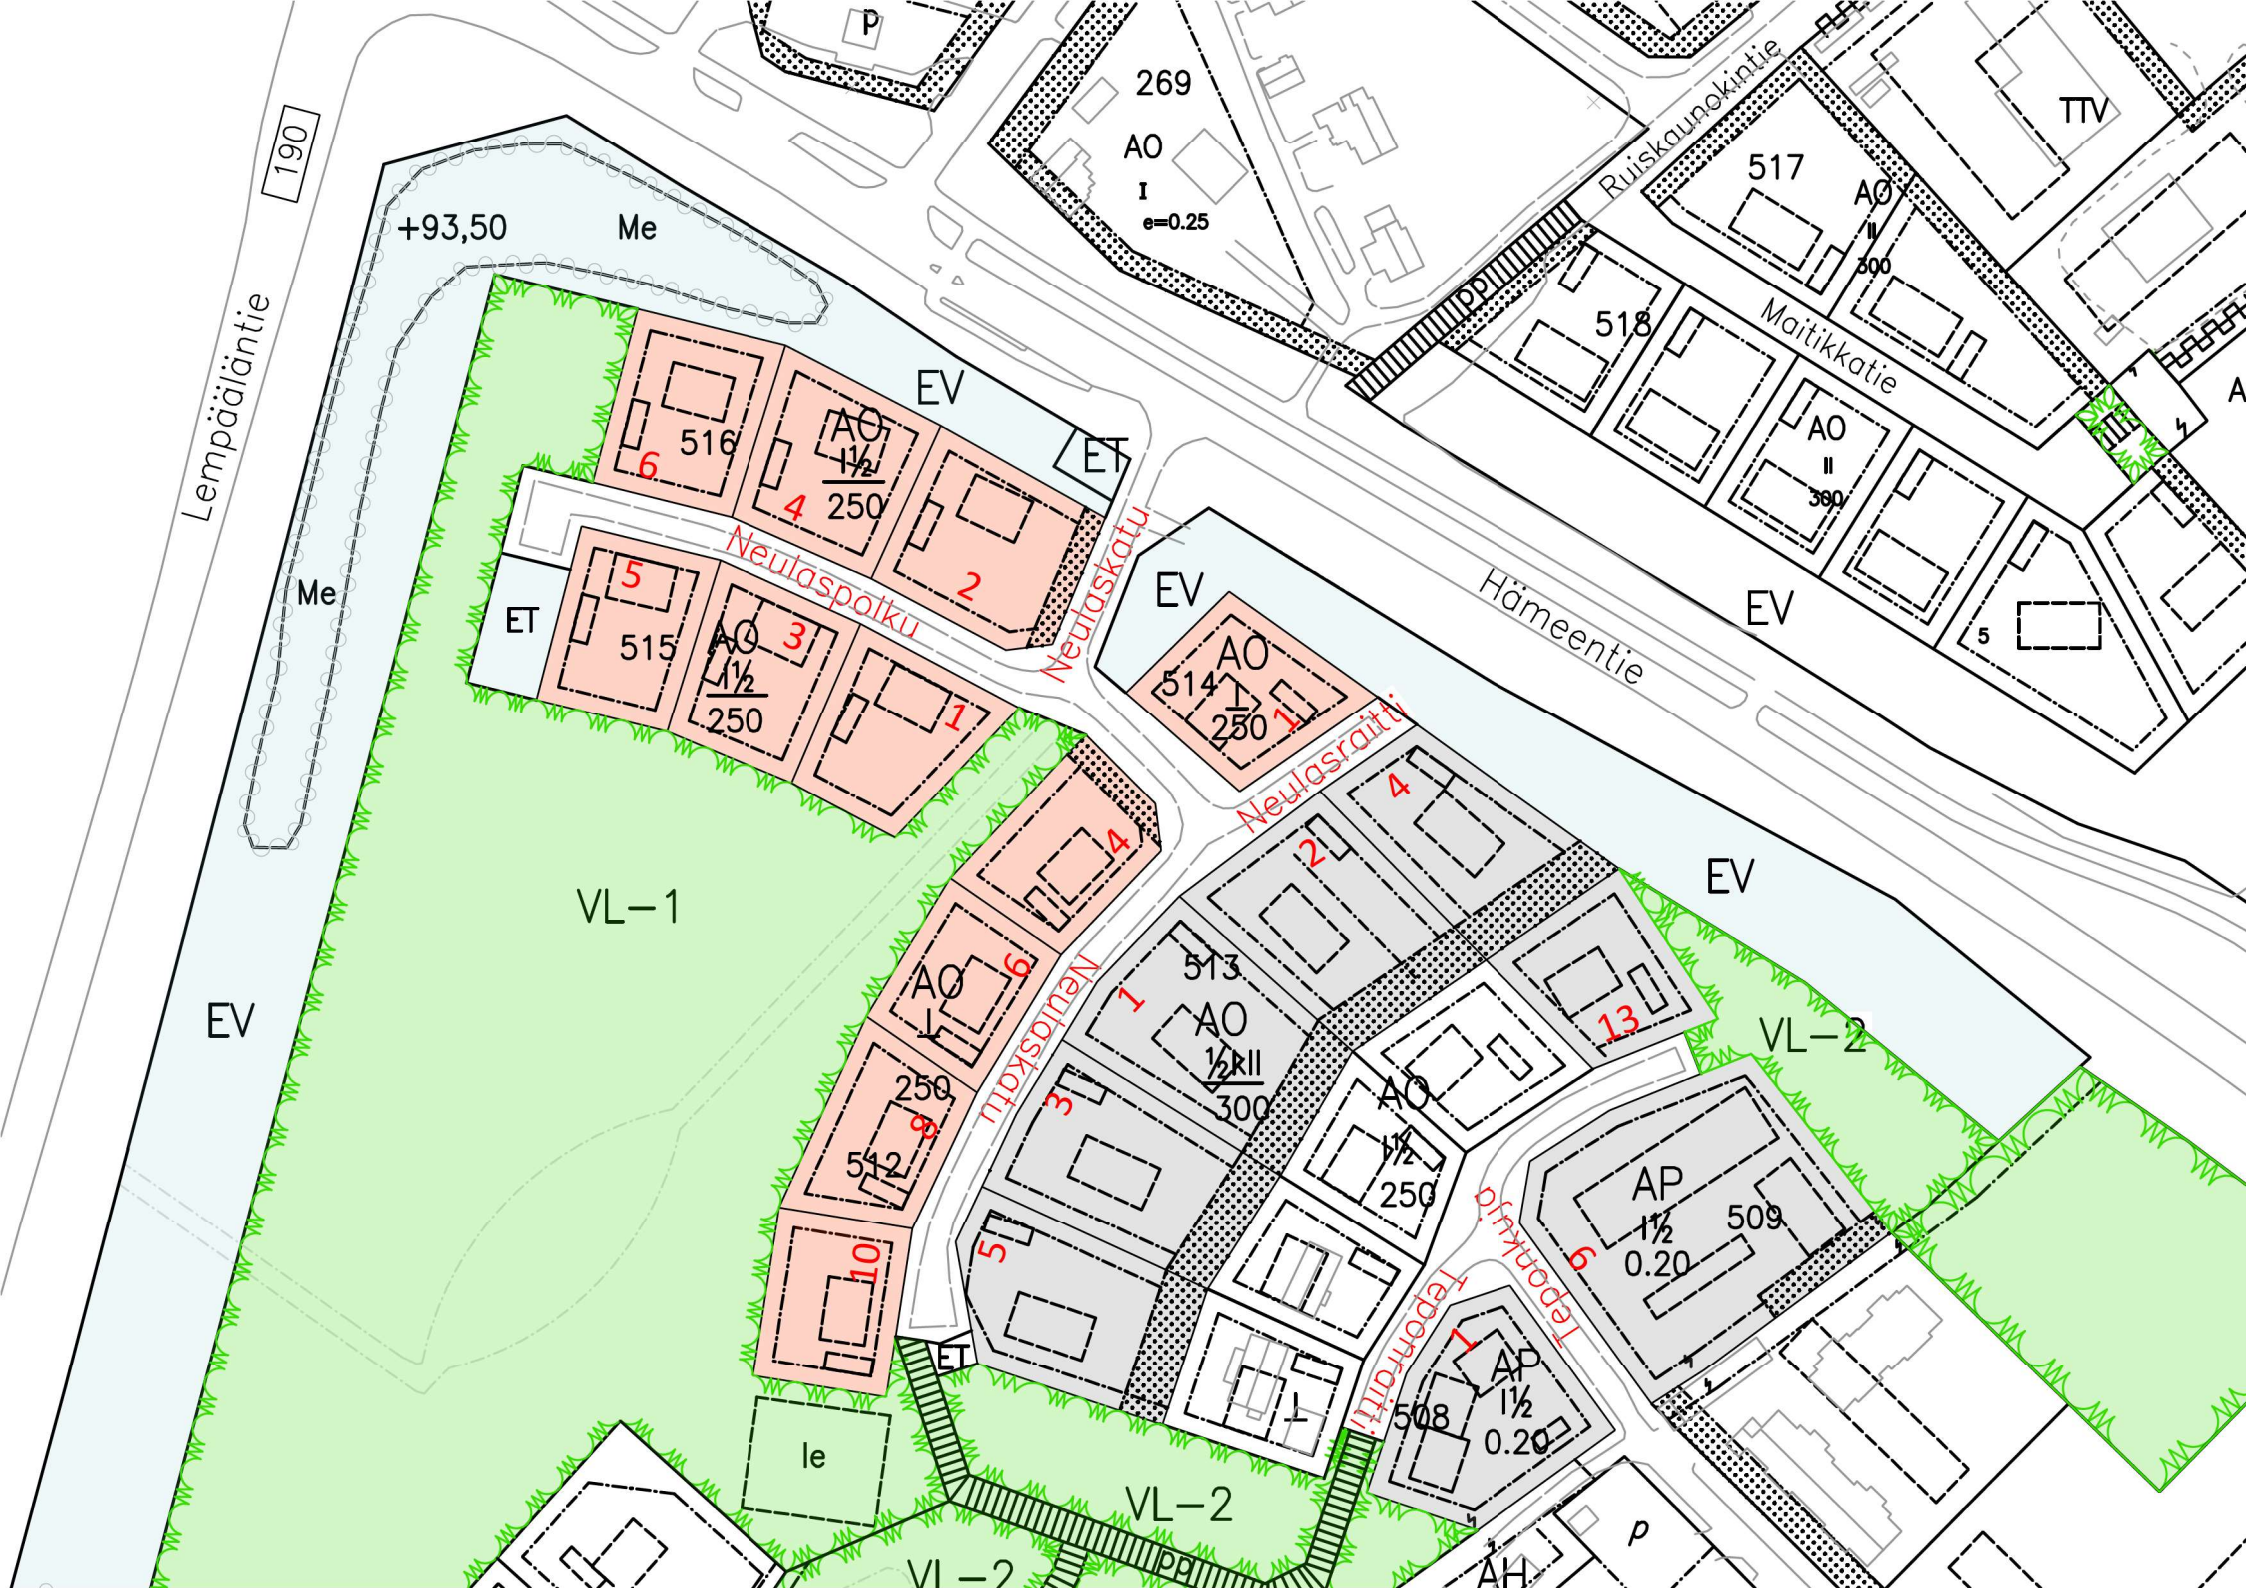 p
269
AO
I
e=0.25
190
Ruiskaunokintie
TTV
517
AO
II
300
+93,50
Me
pp
518
Maitikkatie
Lempääläntie
EV
A
AO
I½
250
516
6
4
ET
AO
II
300
Neulaspolku
Neulaskatu
2
5
515
ET
Me
AO
I½
250
3
1
EV
Hämeentie
EV
5
AO
514
I
250
1
Neulasraitti
4
2
4
VL-1
EV
6
AO
I
250
8
512
10
Neulaskatu
513
1
AO
½kII
300
3
5
13
VL-2
EV
AO
I½
250
Teponkuja
AP
I½
0.20
509
6
Teponraitti
1
AP
I½
0.20
508
ET
le
VL-2
pp
VL-2
p
AH